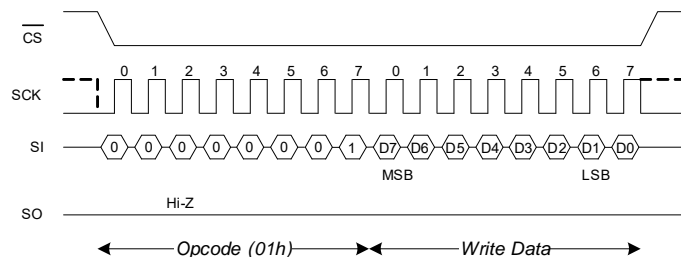 CS
0 1 2 3 4 5 6 7 0 1 2 3 4 5 6 7
SCK
SI 0 0 0 0 0 0 0 1 D7 D6 D5 D4 D3 D2 D1 D0
MSB LSB
Hi-Z
SO
Opcode (01h) Write Data